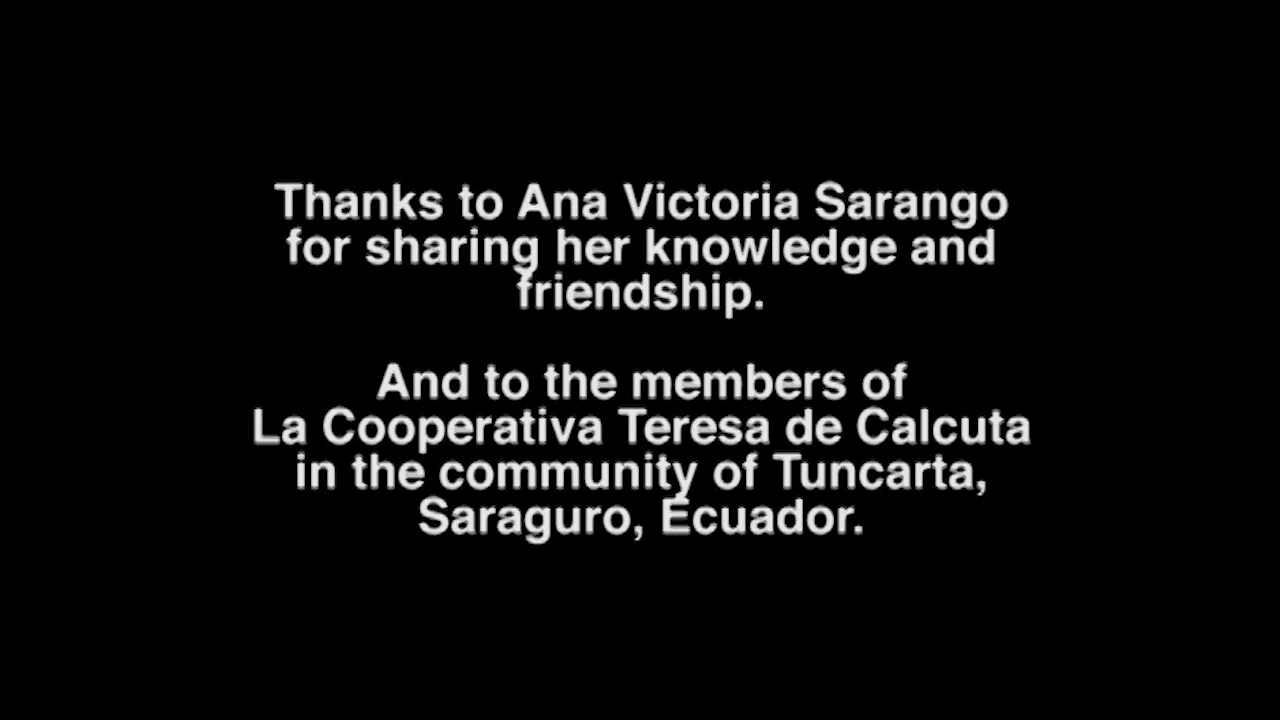 Thanks to Ana Victoria Sarango
for sharing her knowledge and
friendship.
And to the members of
La Cooperativa Teresa de Calcuta
in the community of Tuncarta,
Saraguro, Ecuador.